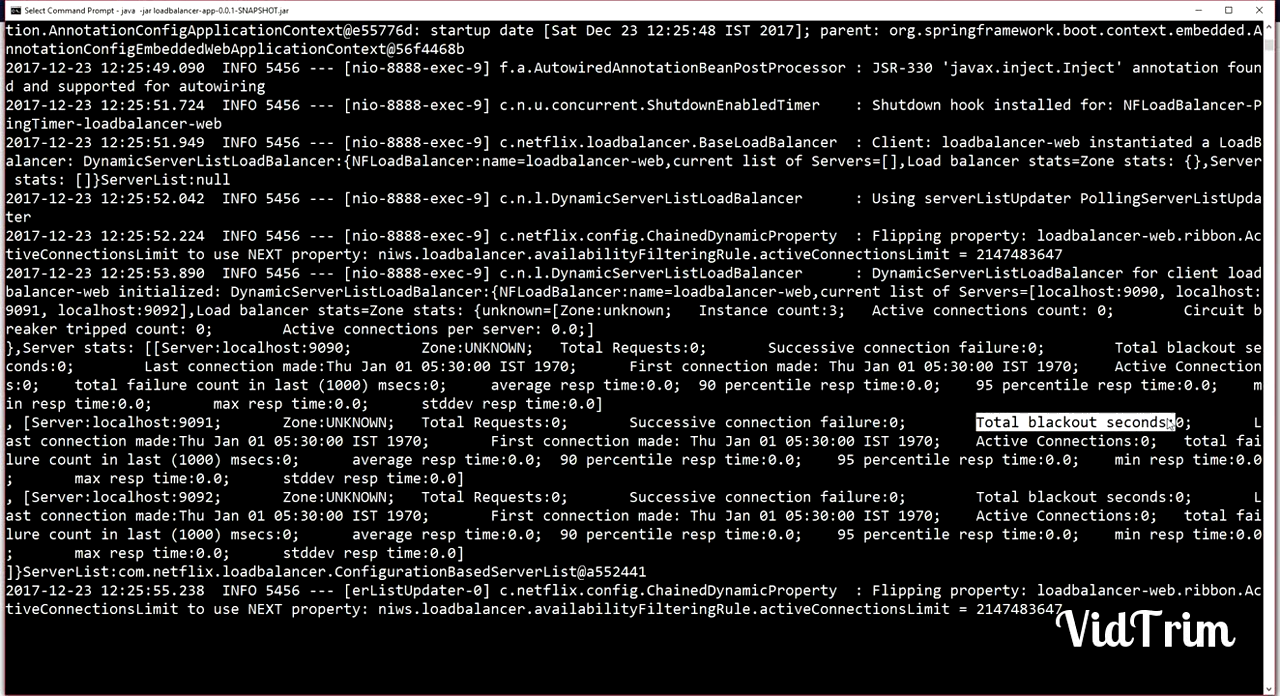 Select Command Prompt - java -jar loadbalancer-app-0.0.1-SNAPSHOT.jar
tion.AnnotationConfigApplicationContext@e55776d: startup date [Sat Dec 23 12:25:48 IST 2017]; parent: org.springframework.boot.context.embedded.A
nnotationConfigEmbeddedWebApplicationContext@56f4468b
2017-12-23 12:25:49.090  INFO 5456 --- [nio-8888-exec-9] f.a.AutowiredAnnotationBeanPostProcessor : JSR-330 'javax.inject.Inject' annotation foun
d and supported for autowiring
2017-12-23 12:25:51.724  INFO 5456 --- [nio-8888-exec-9] c.n.u.concurrent.ShutdownEnabledTimer    : Shutdown hook installed for: NFLoadBalancer-P
ingTimer-loadbalancer-web
2017-12-23 12:25:51.949  INFO 5456 --- [nio-8888-exec-9] c.netflix.loadbalancer.BaseLoadBalancer  : Client: loadbalancer-web instantiated a LoadB
alancer: DynamicServerListLoadBalancer:{NFLoadBalancer:name=loadbalancer-web,current list of Servers=[],Load balancer stats=Zone stats: {},Server
 stats: []}ServerList:null
2017-12-23 12:25:52.042  INFO 5456 --- [nio-8888-exec-9] c.n.l.DynamicServerListLoadBalancer      : Using serverListUpdater PollingServerListUpda
ter
2017-12-23 12:25:52.224  INFO 5456 --- [nio-8888-exec-9] c.netflix.config.ChainedDynamicProperty  : Flipping property: loadbalancer-web.ribbon.Ac
tiveConnectionsLimit to use NEXT property: niws.loadbalancer.availabilityFilteringRule.activeConnectionsLimit = 2147483647
2017-12-23 12:25:53.890  INFO 5456 --- [nio-8888-exec-9] c.n.l.DynamicServerListLoadBalancer      : DynamicServerListLoadBalancer for client load
balancer-web initialized: DynamicServerListLoadBalancer:{NFLoadBalancer:name=loadbalancer-web,current list of Servers=[localhost:9090, localhost:
9091, localhost:9092],Load balancer stats=Zone stats: {unknown=[Zone:unknown;   Instance count:3;   Active connections count: 0;        Circuit b
reaker tripped count: 0;        Active connections per server: 0.0;]
},Server stats: [[Server:localhost:9090;        Zone:UNKNOWN;   Total Requests:0;       Successive connection failure:0;        Total blackout se
conds:0;        Last connection made:Thu Jan 01 05:30:00 IST 1970;      First connection made: Thu Jan 01 05:30:00 IST 1970;    Active Connection
s:0;    total failure count in last (1000) msecs:0;     average resp time:0.0;  90 percentile resp time:0.0;    95 percentile resp time:0.0;    m
in resp time:0.0;       max resp time:0.0;      stddev resp time:0.0]
, [Server:localhost:9091;       Zone:UNKNOWN;   Total Requests:0;       Successive connection failure:0;        Total blackout seconds:0;       L
ast connection made:Thu Jan 01 05:30:00 IST 1970;       First connection made: Thu Jan 01 05:30:00 IST 1970;    Active Connections:0;   total fai
lure count in last (1000) msecs:0;      average resp time:0.0;  90 percentile resp time:0.0;    95 percentile resp time:0.0;    min resp time:0.0
;       max resp time:0.0;      stddev resp time:0.0]
, [Server:localhost:9092;       Zone:UNKNOWN;   Total Requests:0;       Successive connection failure:0;        Total blackout seconds:0;       L
ast connection made:Thu Jan 01 05:30:00 IST 1970;       First connection made: Thu Jan 01 05:30:00 IST 1970;    Active Connections:0;   total fai
lure count in last (1000) msecs:0;      average resp time:0.0;  90 percentile resp time:0.0;    95 percentile resp time:0.0;    min resp time:0.0
;       max resp time:0.0;      stddev resp time:0.0]
]}ServerList:com.netflix.loadbalancer.ConfigurationBasedServerList@a552441
2017-12-23 12:25:55.238  INFO 5456 --- [erListUpdater-0] c.netflix.config.ChainedDynamicProperty  : Flipping property: loadbalancer-web.ribbon.Ac
tiveConnectionsLimit to use NEXT property: niws.loadbalancer.availabilityFilteringRule.activeConnectionsLimit = 2147483647
VidTrim